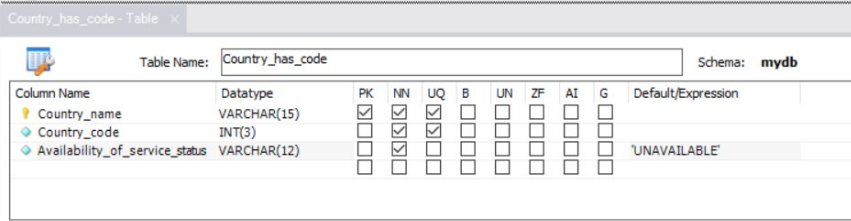 Country_has_code - Table ×
Table Name: Country_has_code Schema: mydb
Column Name Datatype PK NN UQ B UN ZF AI G Default/Expression
Country_name VARCHAR(15)
Country_code INT(3)
Availability_of_service_status VARCHAR(12) 'UNAVAILABLE'